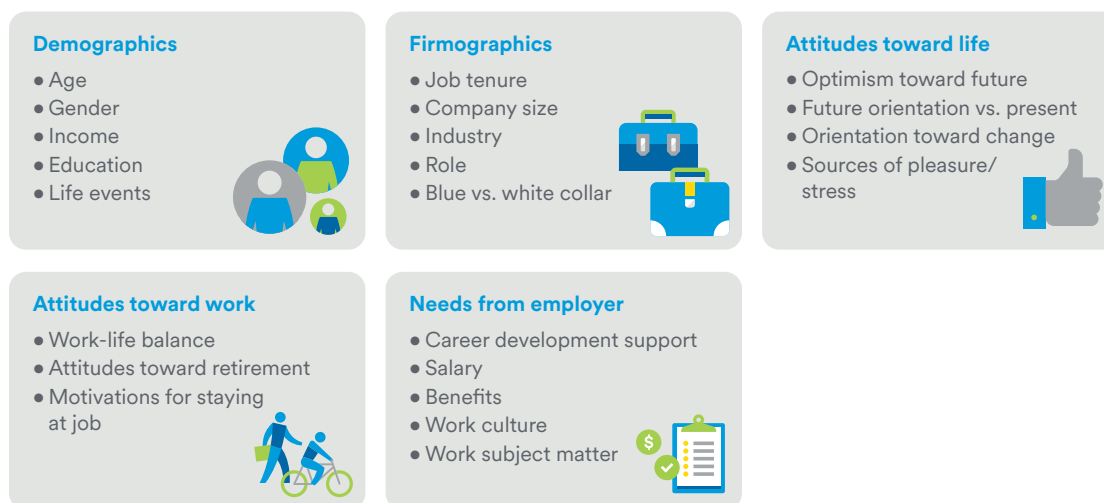 Demographics
● Age
● Gender
● Income
● Education
● Life events
Firmographics
● Job tenure
● Company size
● Industry
● Role
● Blue vs. white collar
Attitudes toward life
● Optimism toward future
● Future orientation vs. present
● Orientation toward change
● Sources of pleasure/
stress
Attitudes toward work
● Work-life balance
● Attitudes toward retirement
● Motivations for staying
at job
Needs from employer
● Career development support
● Salary
● Benefits
● Work culture
● Work subject matter
$